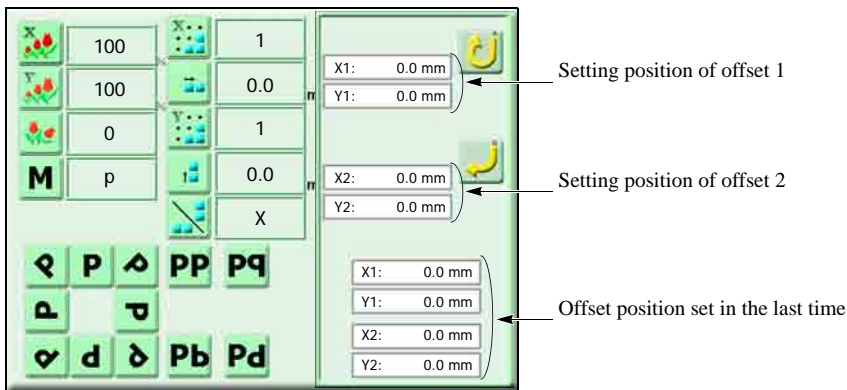 X
100
X
1
Y
100
0.0
m
0
Y
1
M
p
0.0
m
X
P P P PP Pq
P P
P d P Pb Pd
X1: 0.0 mm
Y1: 0.0 mm
X2: 0.0 mm
Y2: 0.0 mm
X1: 0.0 mm
Y1: 0.0 mm
X2: 0.0 mm
Y2: 0.0 mm
Setting position of offset 1
Setting position of offset 2
Offset position set in the last time